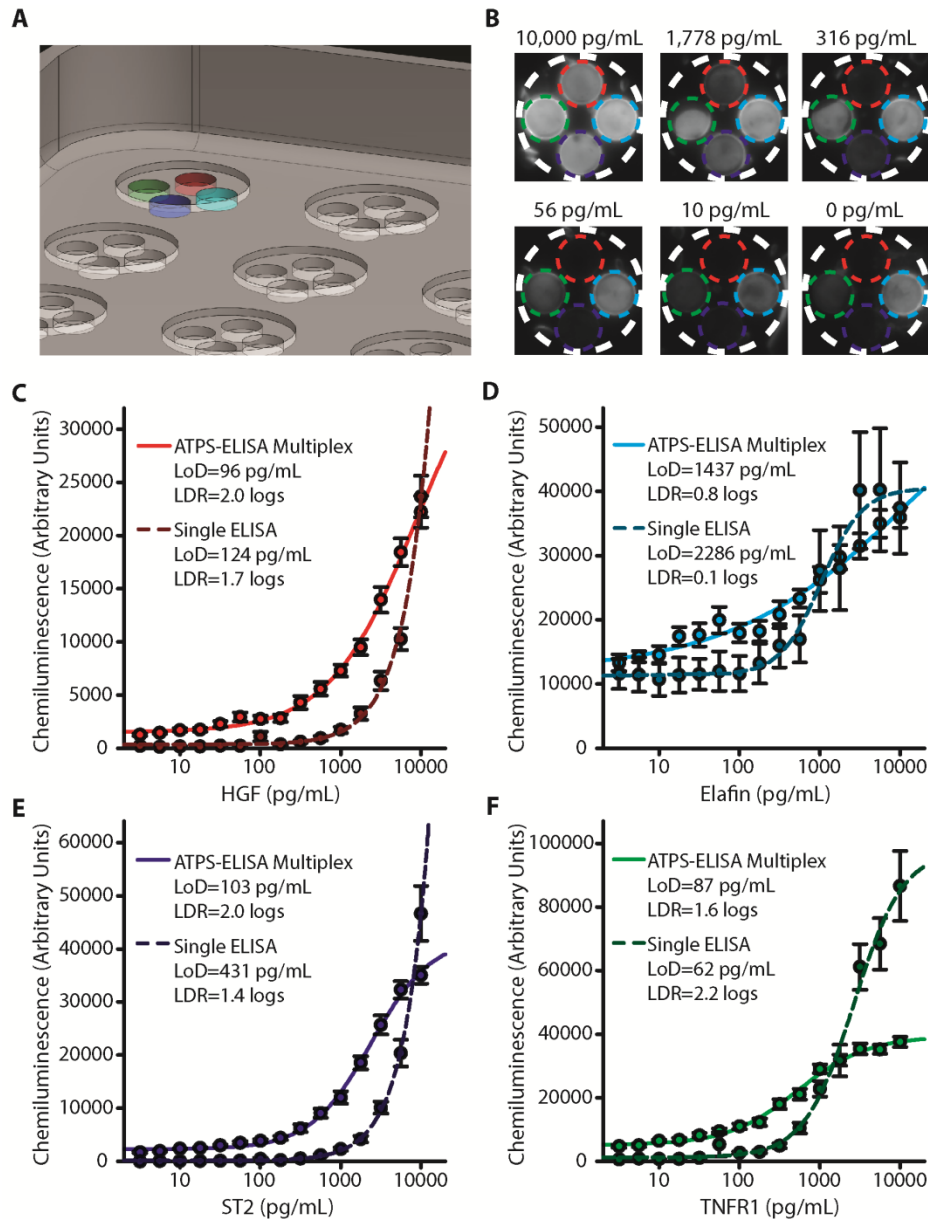 A
B
10,000 pg/mL
1,778 pg/mL
316 pg/mL
56 pg/mL
10 pg/mL
0 pg/mL
C
Chemiluminescence (Arbitrary Units)
30000
25000
20000
15000
10000
5000
0
ATPS-ELISA Multiplex
LoD=96 pg/mL
LDR=2.0 logs
Single ELISA
LoD=124 pg/mL
LDR=1.7 logs
10
100
1000
10000
HGF (pg/mL)
D
Chemiluminescence (Arbitrary Units)
50000
40000
30000
20000
10000
0
ATPS-ELISA Multiplex
LoD=1437 pg/mL
LDR=0.8 logs
Single ELISA
LoD=2286 pg/mL
LDR=0.1 logs
10
100
1000
10000
Elafin (pg/mL)
E
Chemiluminescence (Arbitrary Units)
60000
50000
40000
30000
20000
10000
0
ATPS-ELISA Multiplex
LoD=103 pg/mL
LDR=2.0 logs
Single ELISA
LoD=431 pg/mL
LDR=1.4 logs
10
100
1000
10000
ST2 (pg/mL)
F
Chemiluminescence (Arbitrary Units)
100000
80000
60000
40000
20000
0
ATPS-ELISA Multiplex
LoD=87 pg/mL
LDR=1.6 logs
Single ELISA
LoD=62 pg/mL
LDR=2.2 logs
10
100
1000
10000
TNFR1 (pg/mL)